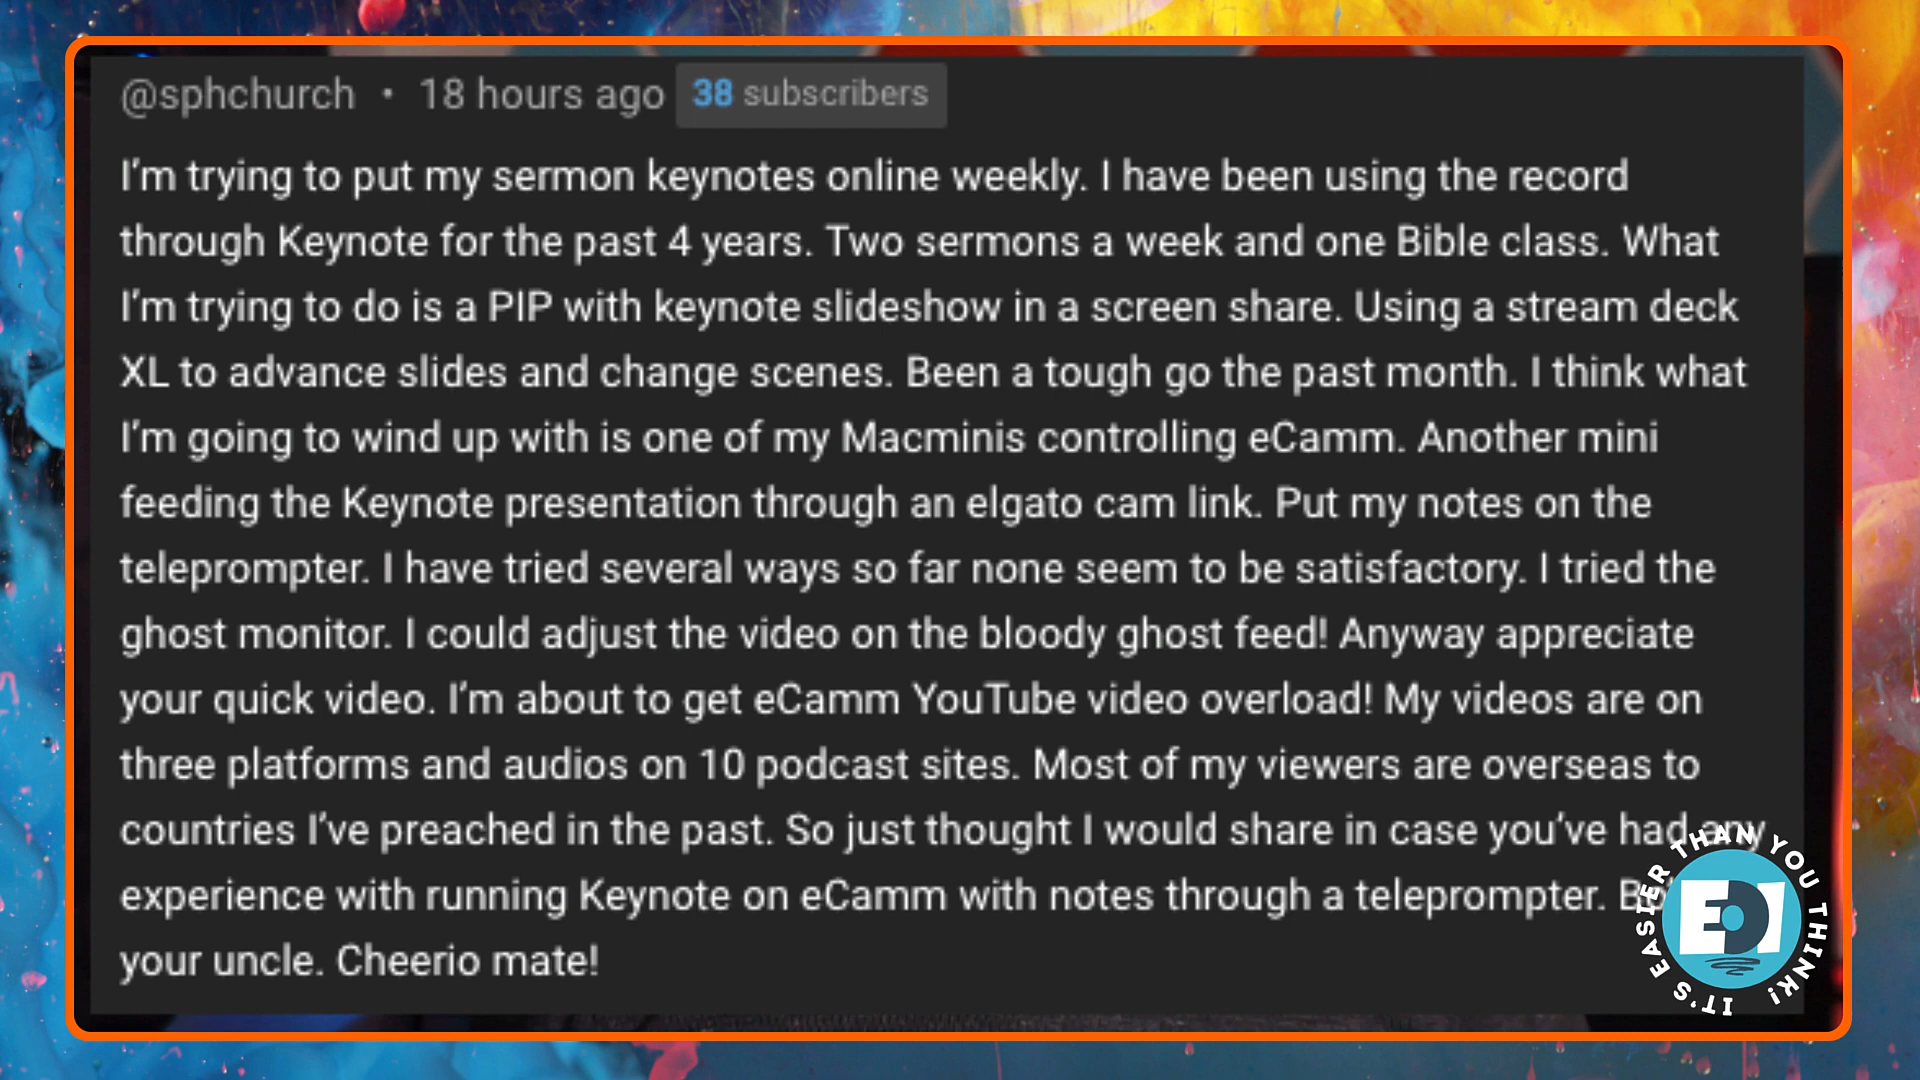 @sphchurch • 18 hours ago 38 subscribers
I'm trying to put my sermon keynotes online weekly. I have been using the record
through Keynote for the past 4 years. Two sermons a week and one Bible class. What
I'm trying to do is a PIP with keynote slideshow in a screen share. Using a stream deck
XL to advance slides and change scenes. Been a tough go the past month. I think what
I'm going to wind up with is one of my Macminis controlling eCamm. Another mini
feeding the Keynote presentation through an elgato cam link. Put my notes on the
teleprompter. I have tried several ways so far none seem to be satisfactory. I tried the
ghost monitor. I could adjust the video on the bloody ghost feed! Anyway appreciate
your quick video. I'm about to get eCamm YouTube video overload! My videos are on
three platforms and audios on 10 podcast sites. Most of my viewers are overseas to
countries I've preached in the past. So just thought I would share in case you've had any
experience with running Keynote on eCamm with notes through a teleprompter.
your uncle. Cheerio mate!
IT'S EASIER THAN YOU THINK!